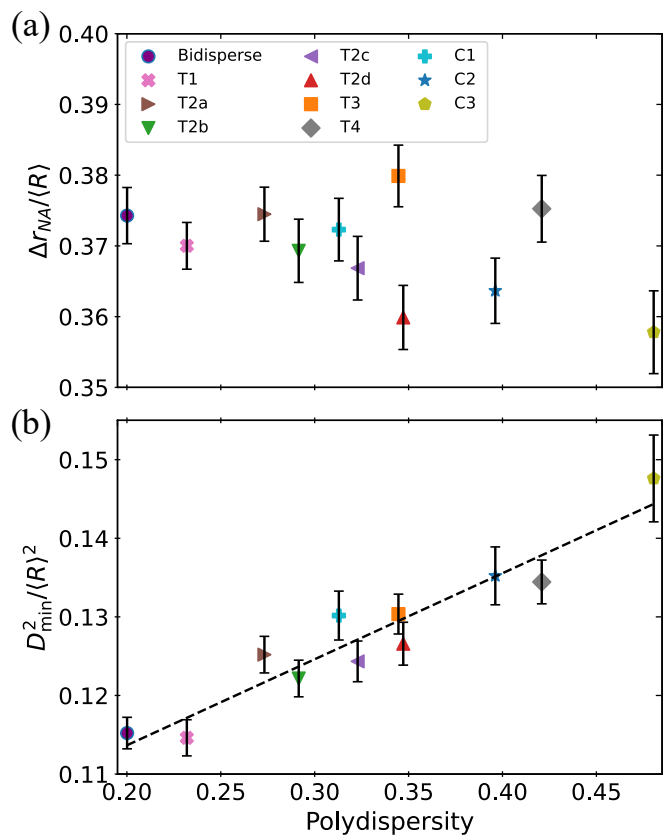 (a)
0.40
0.39
0.38
0.37
0.36
0.35
Δr_NA/⟨R⟩
Bidisperse
T1
T2a
T2b
T2c
T2d
T3
T4
C1
C2
C3
(b)
0.15
0.14
0.13
0.12
0.11
D²_min/⟨R⟩²
0.20 0.25 0.30 0.35 0.40 0.45
Polydispersity